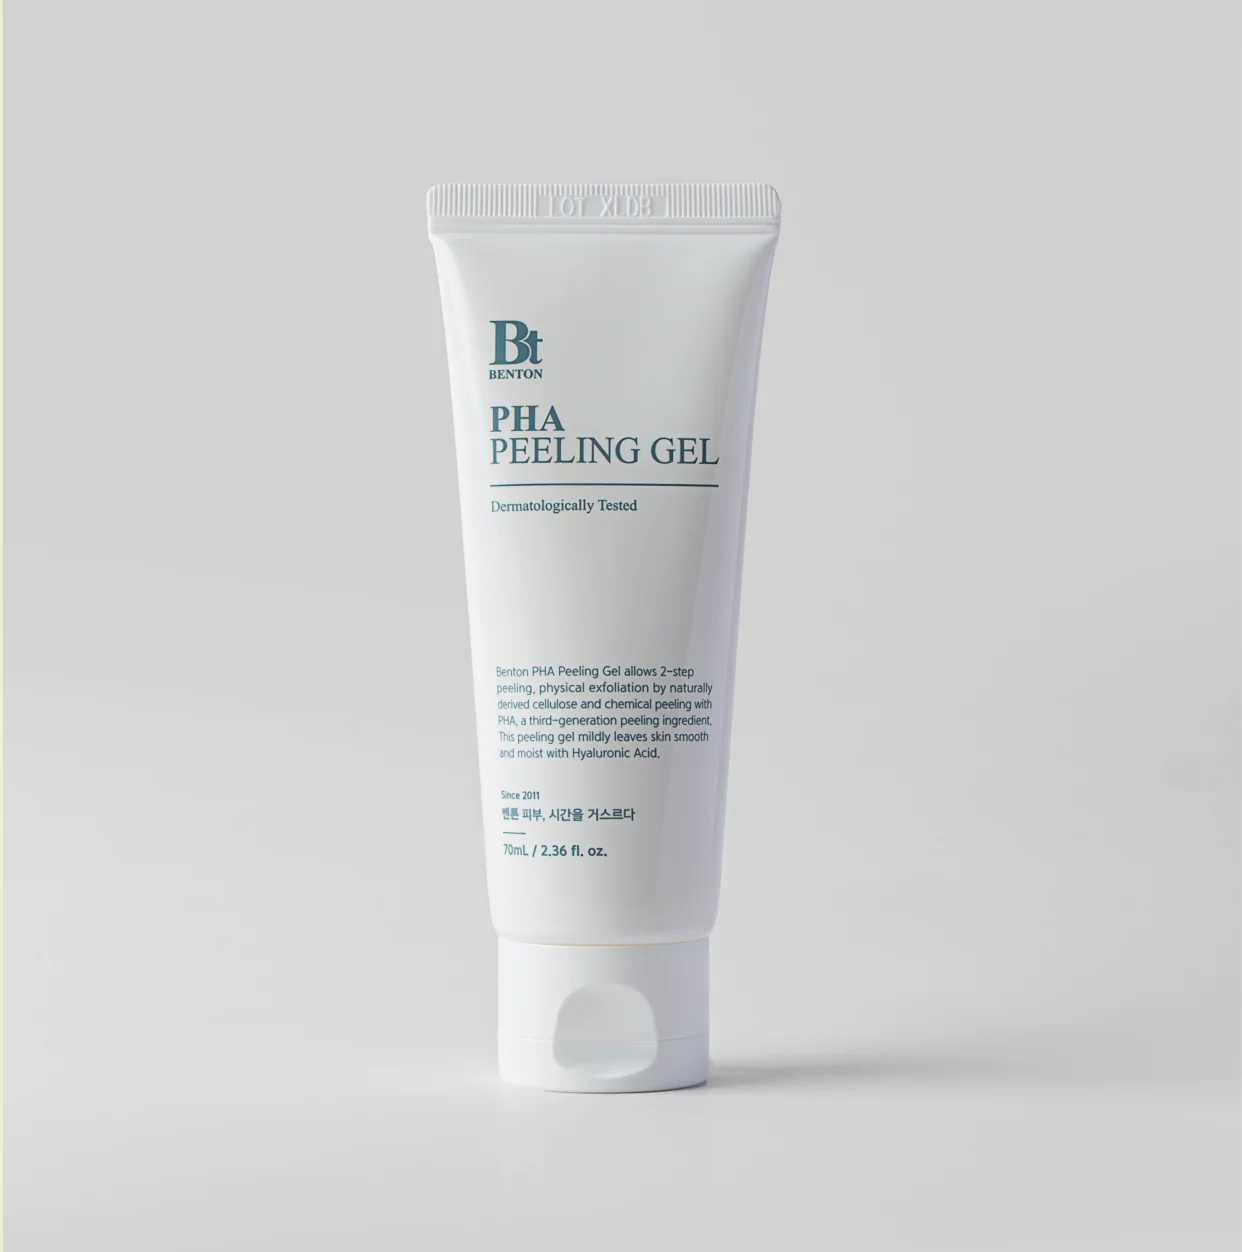 LOT XLDB
Bt
BENTON
PHA
PEELING GEL
Dermatologically Tested
Benton PHA Peeling Gel allows 2-step
peeling, physical exfoliation by naturally
derived cellulose and chemical peeling with
PHA, a third-generation peeling ingredient.
This peeling gel mildly leaves skin smooth
and moist with Hyaluronic Acid.
Since 2011
벤튼 피부, 시간을 거스르다
70mL / 2.36 fl. oz.